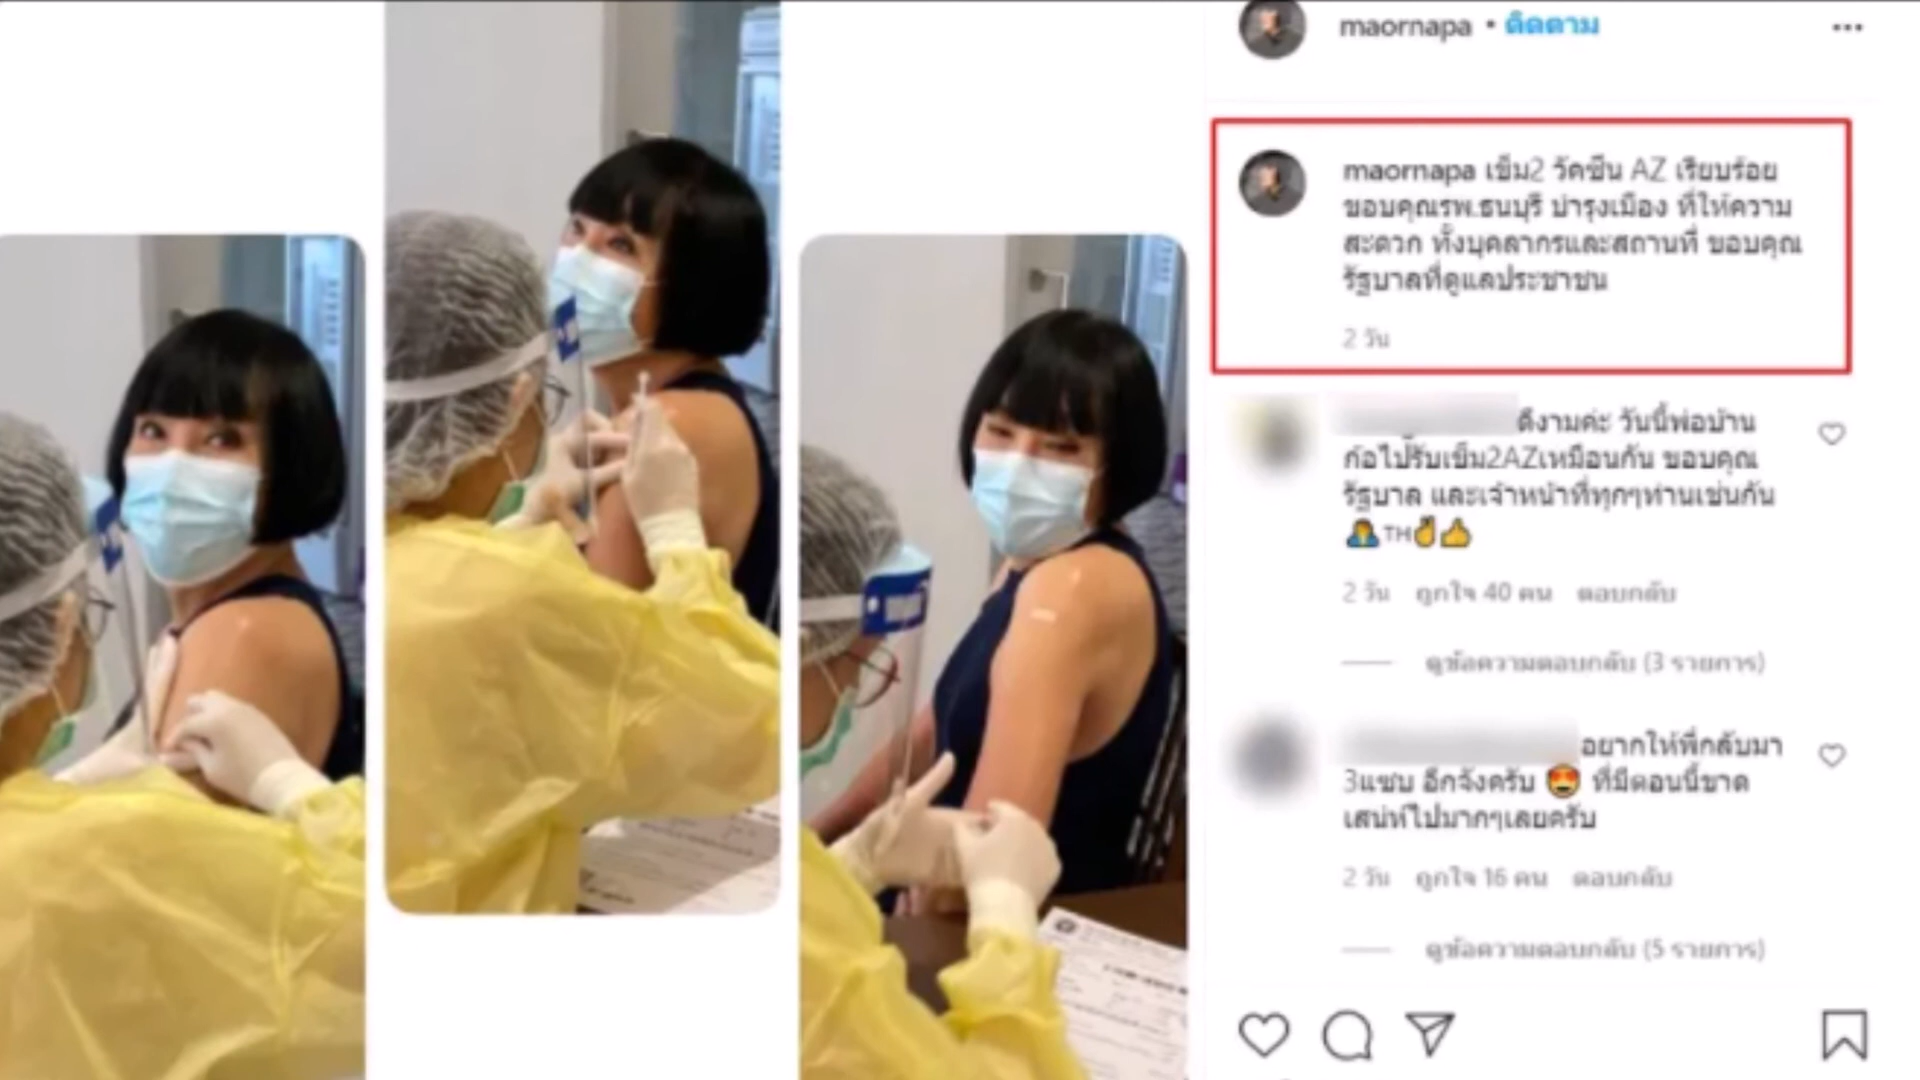 maornapa • ติดตาม
maornapa เข็ม2 วัคซีน AZ เรียบร้อย
ขอบคุณรพ.ธนบุรี บำรุงเมือง ที่ให้ความ
สะดวก ทั้งบุคลากรและสถานที่ ขอบคุณ
รัฐบาลที่ดูแลประชาชน
2 วัน
ดีงามค่ะ วันนี้พ่อบ้าน
ก้อไปรับเข็ม2AZเหมือนกัน ขอบคุณ
รัฐบาล และเจ้าหน้าที่ทุกๆท่านเช่นกัน
TH
2 วัน ถูกใจ 40 คน ตอบกลับ
ดูข้อความตอบกลับ (3 รายการ)
อยากให้พี่กลับมา
3แซบ อีกจังครับ ที่มีตอนนี้ขาด
เสน่ห์ไปมากๆเลยครับ
2 วัน ถูกใจ 16 คน ตอบกลับ
ดูข้อความตอบกลับ (5 รายการ)